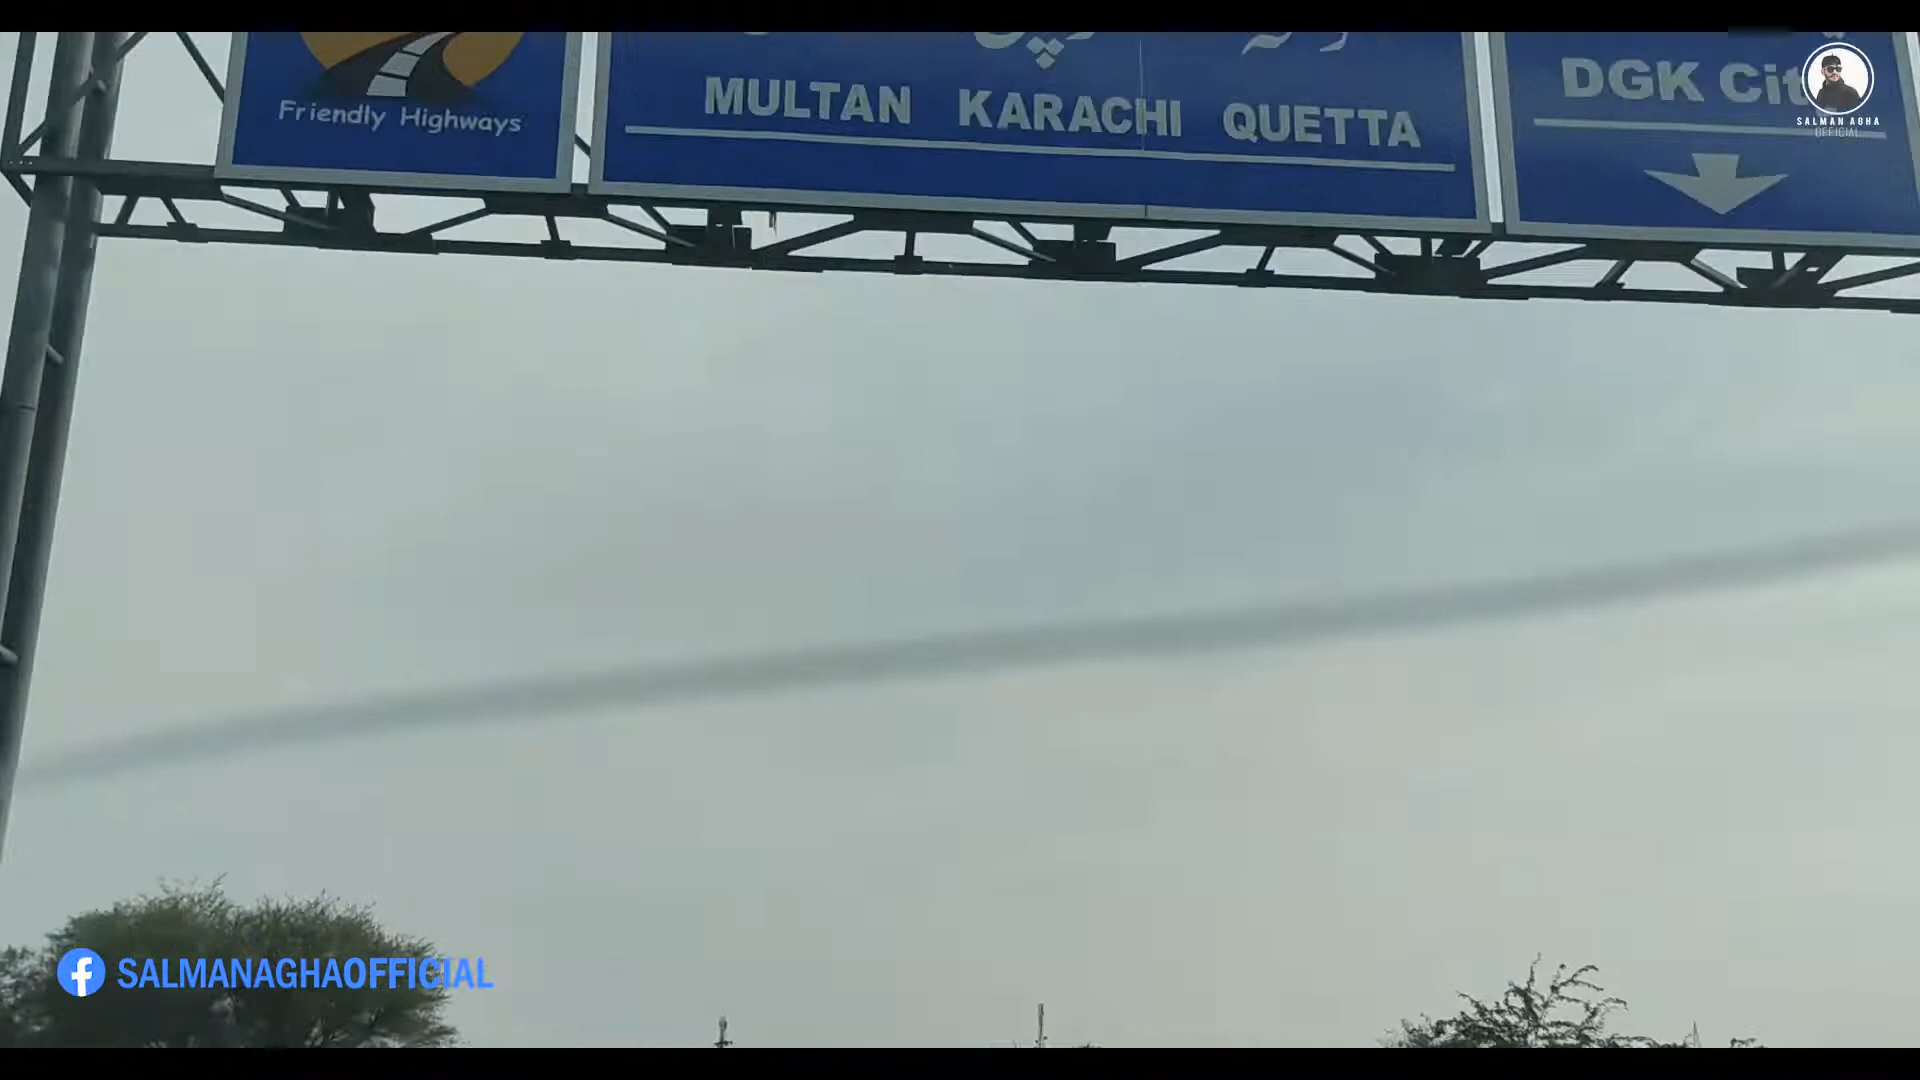 Friendly Highways
MULTAN KARACHI QUETTA
DGK Cit
SALMAN AGHA
OFFICIAL
SALMANAGHAOFFICIAL